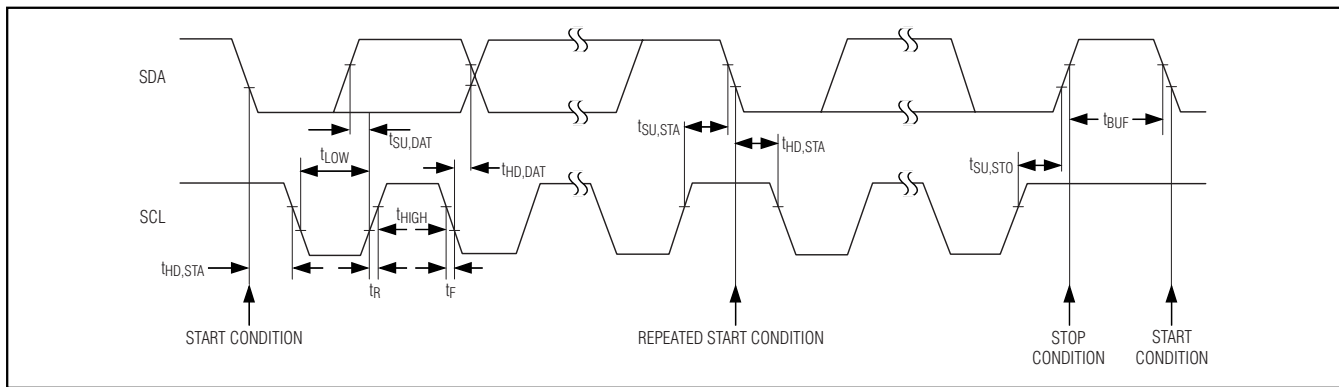 SDA
tSU,DAT
tLOW
tHD,DAT
tSU,STA
tHD,STA
tBUF
tSU,STO
SCL
tHIGH
tHD,STA
tR
tF
START CONDITION
REPEATED START CONDITION
STOP
CONDITION
START
CONDITION